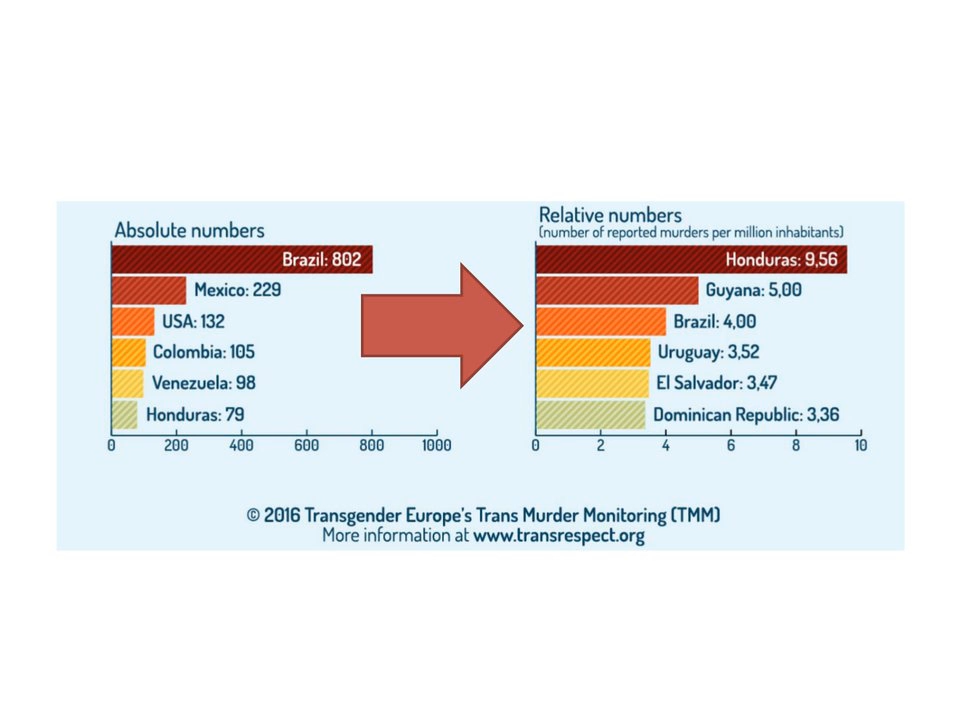 Absolute numbers
Brazil: 802
Mexico: 229
USA: 132
Colombia: 105
Venezuela: 98
Honduras: 79
0 200 400 600 800 1000
Relative numbers
(number of reported murders per million inhabitants)
Honduras: 9,56
Guyana: 5,00
Brazil: 4,00
Uruguay: 3,52
El Salvador: 3,47
Dominican Republic: 3,36
0 2 4 6 8 10
© 2016 Transgender Europe's Trans Murder Monitoring (TMM)
More information at www.transrespect.org